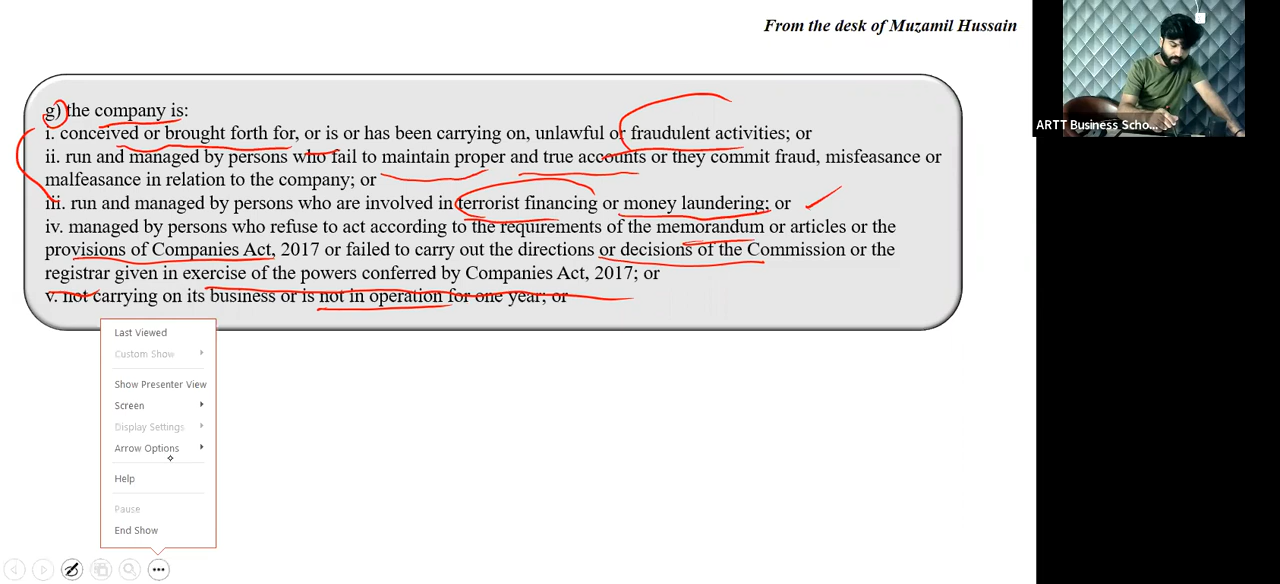 From the desk of Muzamil Hussain
ARTT Business Scho...
g) the company is:
i. conceived or brought forth for, or is or has been carrying on, unlawful or fraudulent activities; or
ii. run and managed by persons who fail to maintain proper and true accounts or they commit fraud, misfeasance or
malfeasance in relation to the company; or
iii. run and managed by persons who are involved in terrorist financing or money laundering; or
iv. managed by persons who refuse to act according to the requirements of the memorandum or articles or the
provisions of Companies Act, 2017 or failed to carry out the directions or decisions of the Commission or the
registrar given in exercise of the powers conferred by Companies Act, 2017; or
v. not carrying on its business or is not in operation for one year; or
Last Viewed
Custom Show
Show Presenter View
Screen
Display Settings
Arrow Options
Help
Pause
End Show